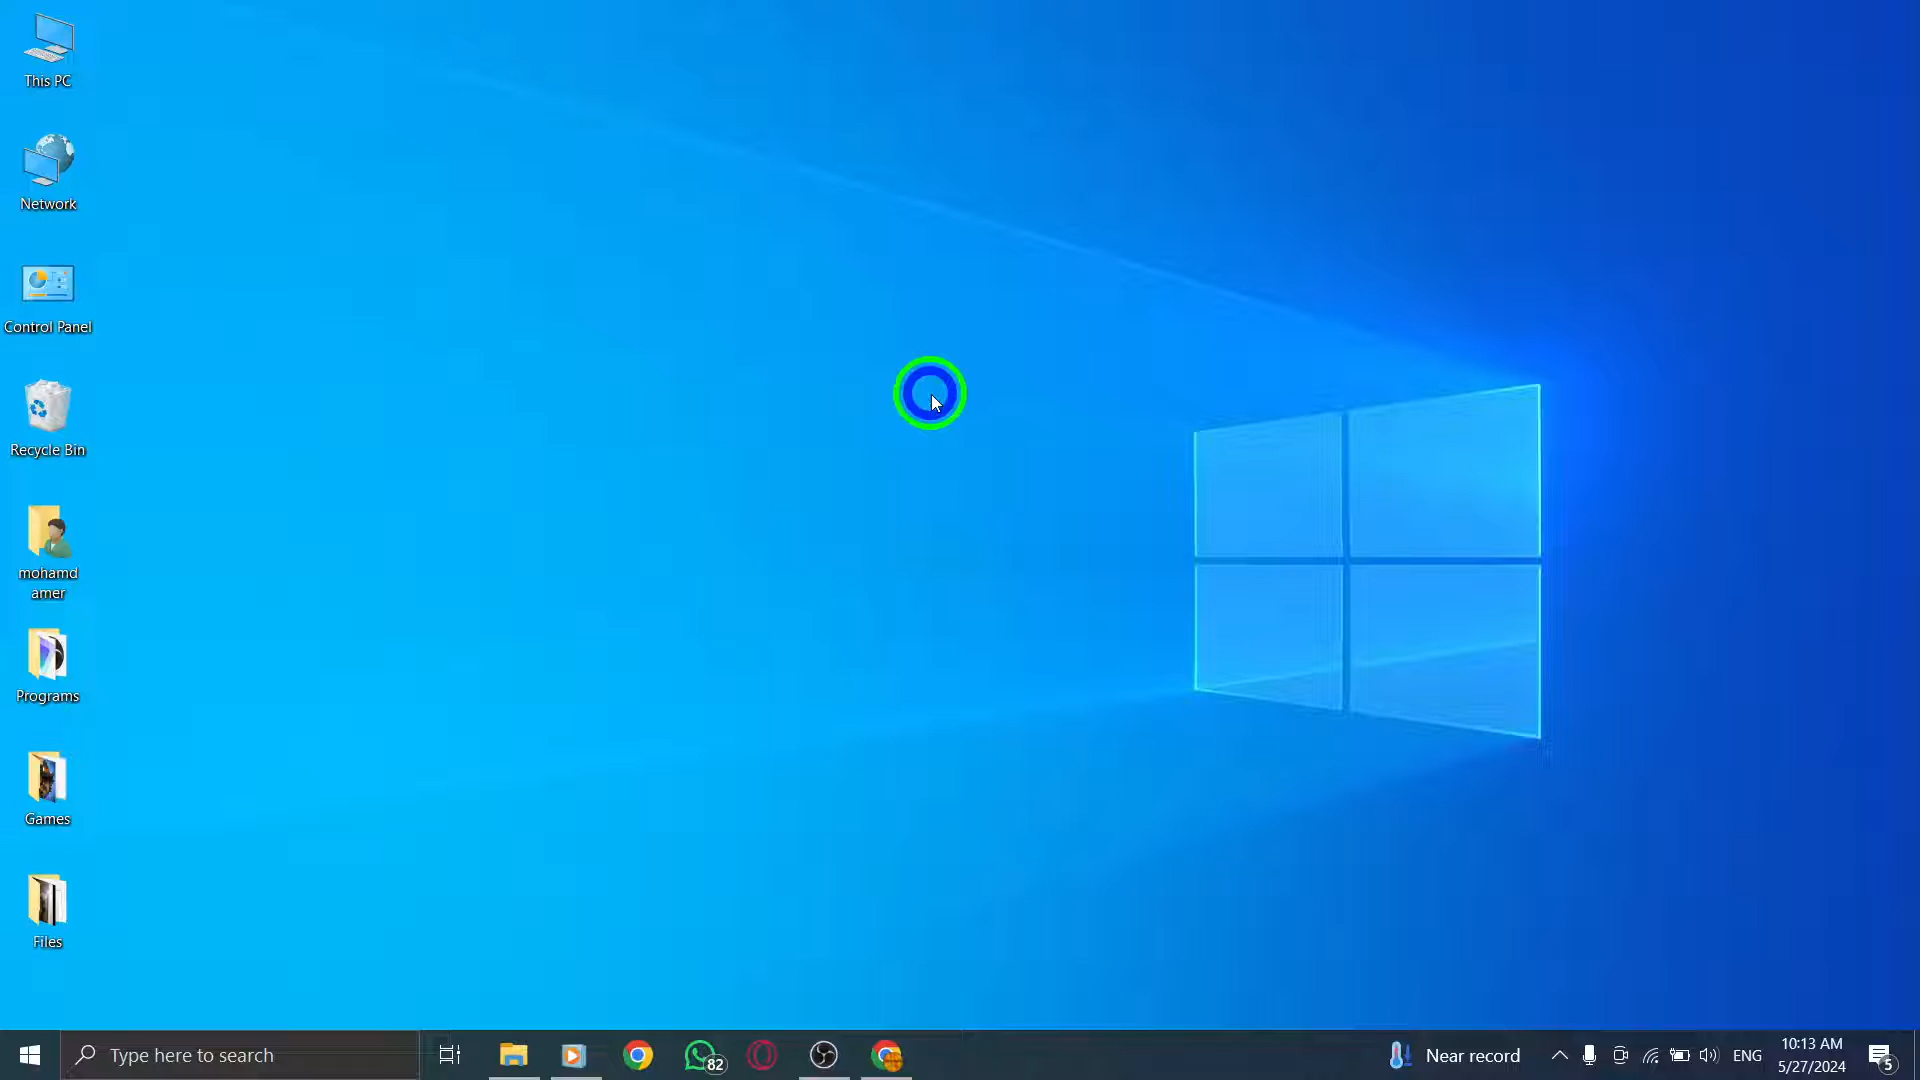 This PC
Network
Control Panel
Recycle Bin
mohamd
amer
Programs
Games
Files
Type here to search
82
Near record
ENG
10:13 AM
5/27/2024
5